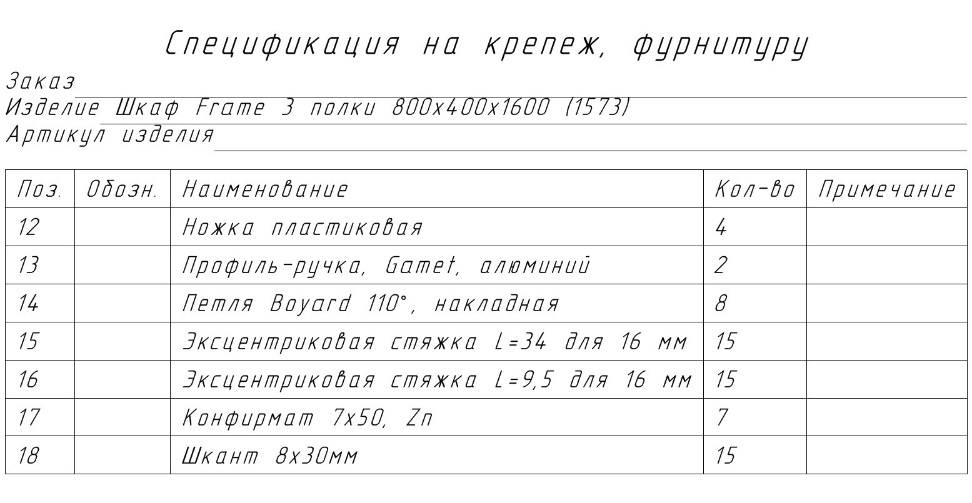 Спецификация на крепеж, фурнитуру
Заказ
Изделие Шкаф Frame 3 полки 800х400х1600 (1573)
Артикул изделия
Поз. Обозн. Наименование Кол-во Примечание
12 Ножка пластиковая 4
13 Профиль-ручка, Gamet, алюминий 2
14 Петля Boyard 110°, накладная 8
15 Эксцентриковая стяжка L=34 для 16 мм 15
16 Эксцентриковая стяжка L=9,5 для 16 мм 15
17 Конфирмат 7х50, Zn 7
18 Шкант 8х30мм 15